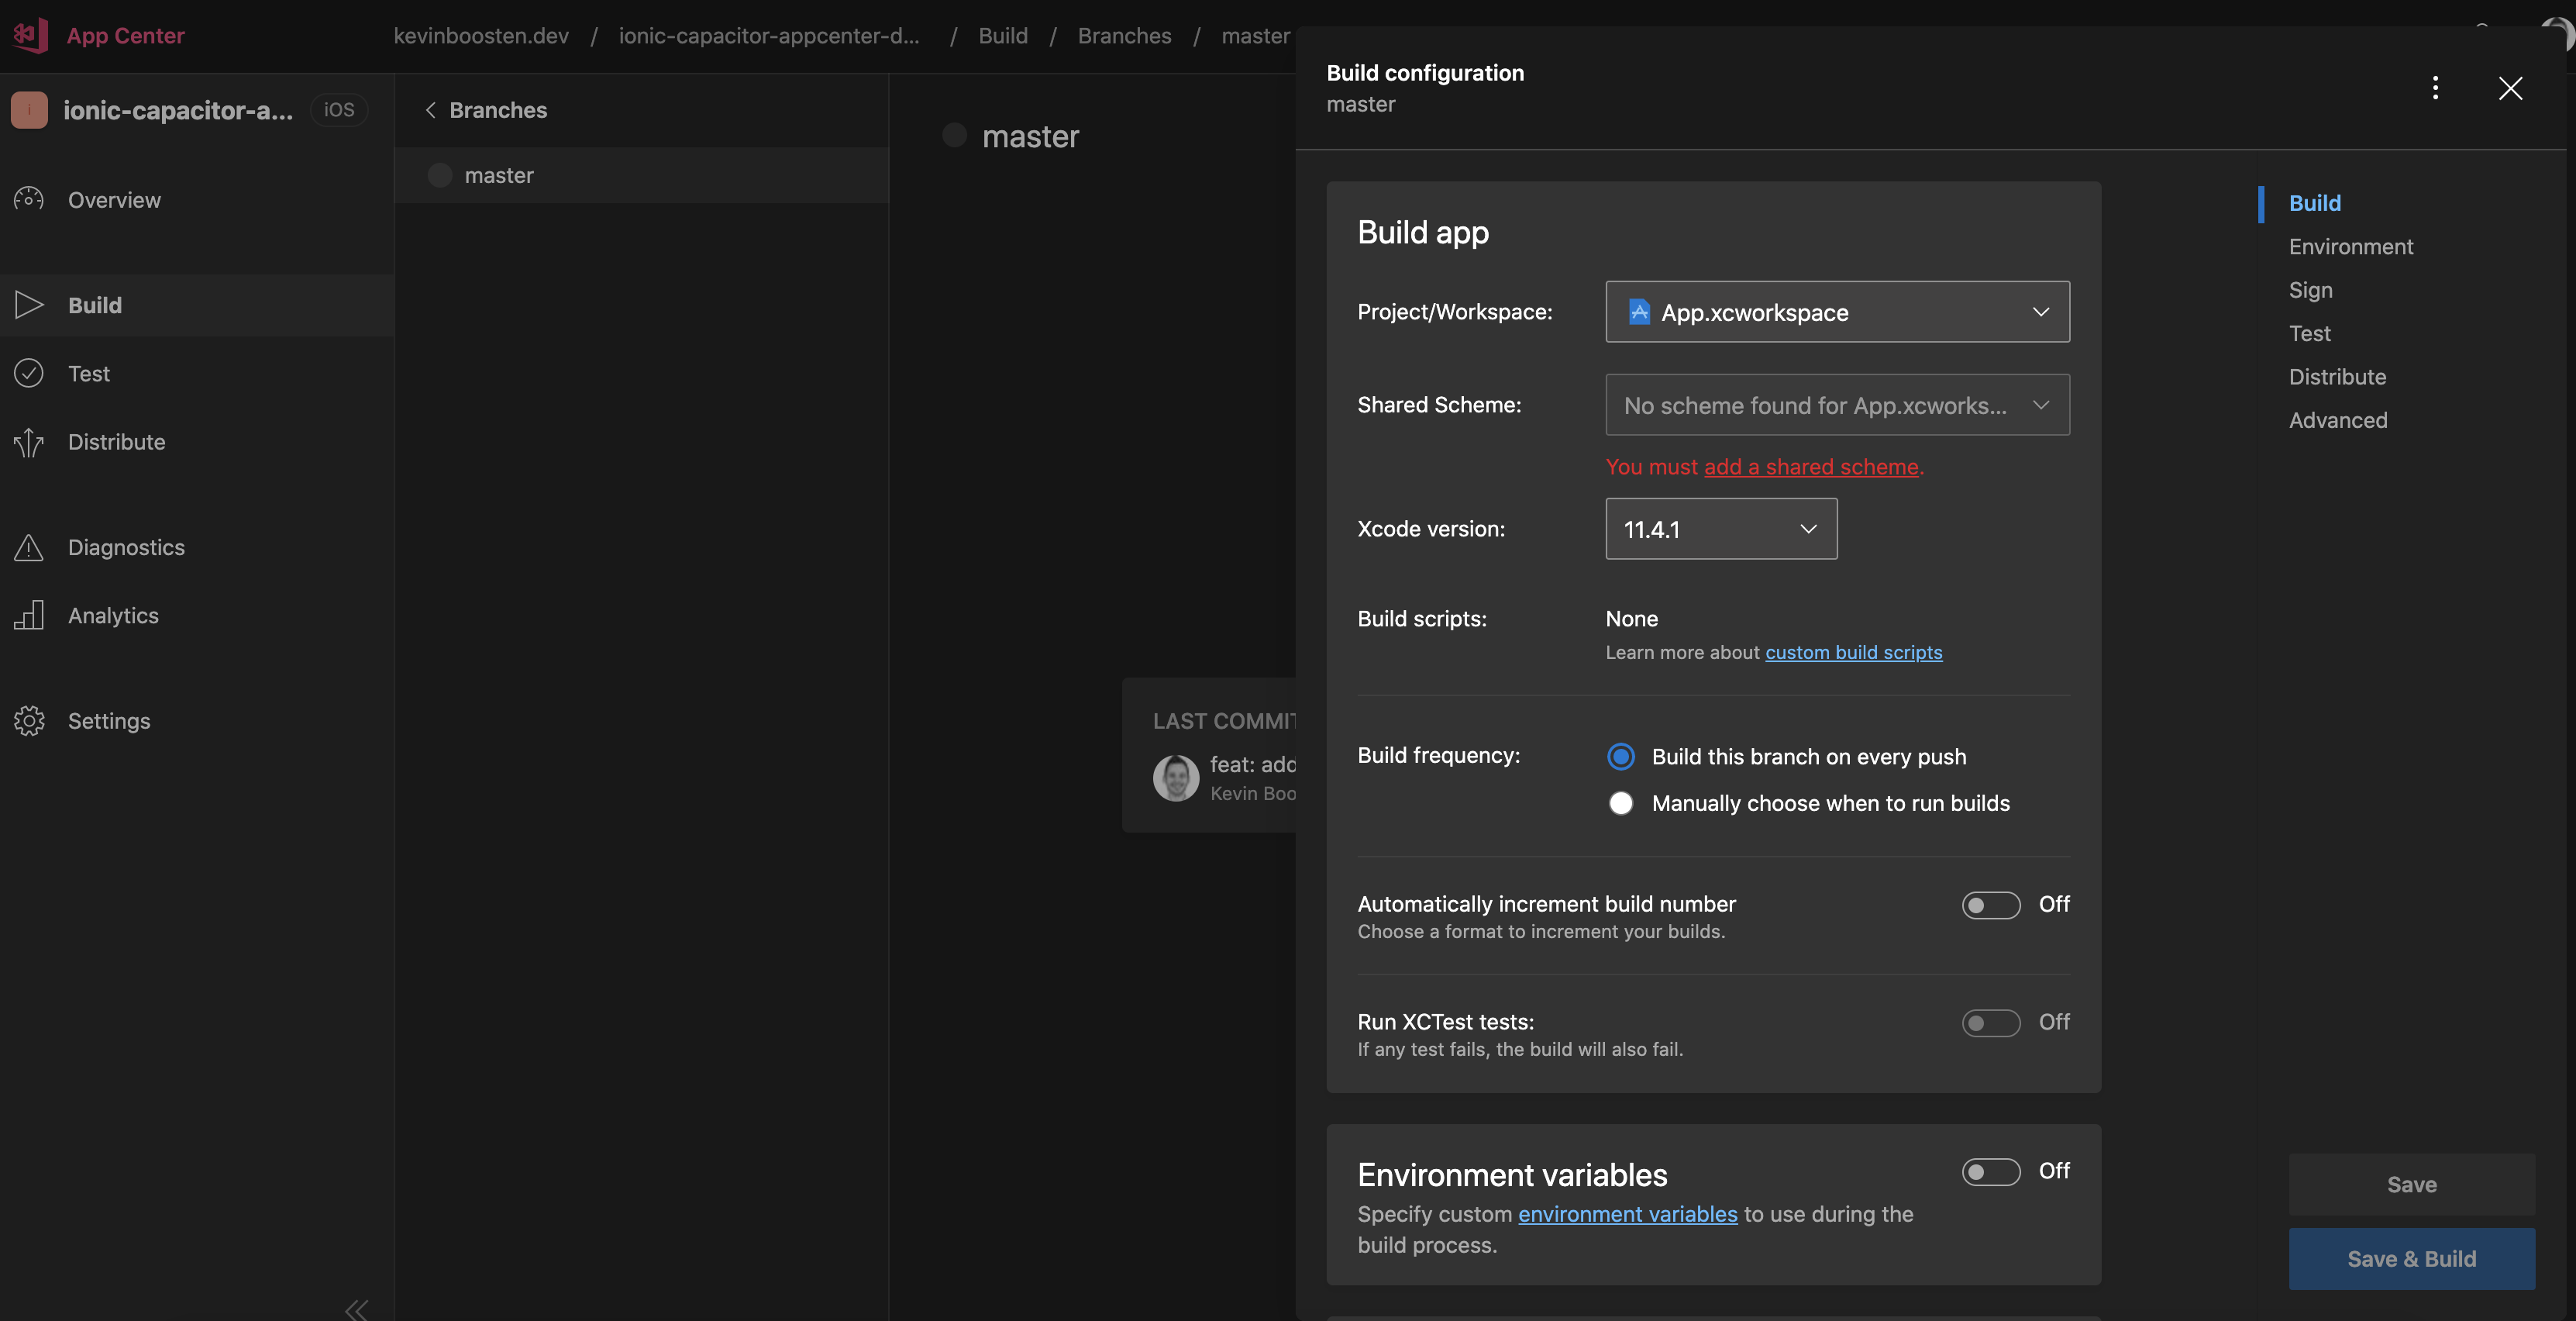 App Center
kevinboosten.dev / ionic-capacitor-appcenter-d... / Build / Branches / master
ionic-capacitor-a... iOS
Overview
Build
Test
Distribute
Diagnostics
Analytics
Settings
Branches
master
master
LAST COMMIT
feat: add
Kevin Boo
Build configuration
master
Build app
Project/Workspace: App.xcworkspace
Shared Scheme: No scheme found for App.xcworks...
You must add a shared scheme.
Xcode version: 11.4.1
Build scripts: None
Learn more about custom build scripts
Build frequency: Build this branch on every push
Manually choose when to run builds
Automatically increment build number Off
Choose a format to increment your builds.
Run XCTest tests: Off
If any test fails, the build will also fail.
Environment variables Off
Specify custom environment variables to use during the
build process.
Build
Environment
Sign
Test
Distribute
Advanced
Save
Save & Build